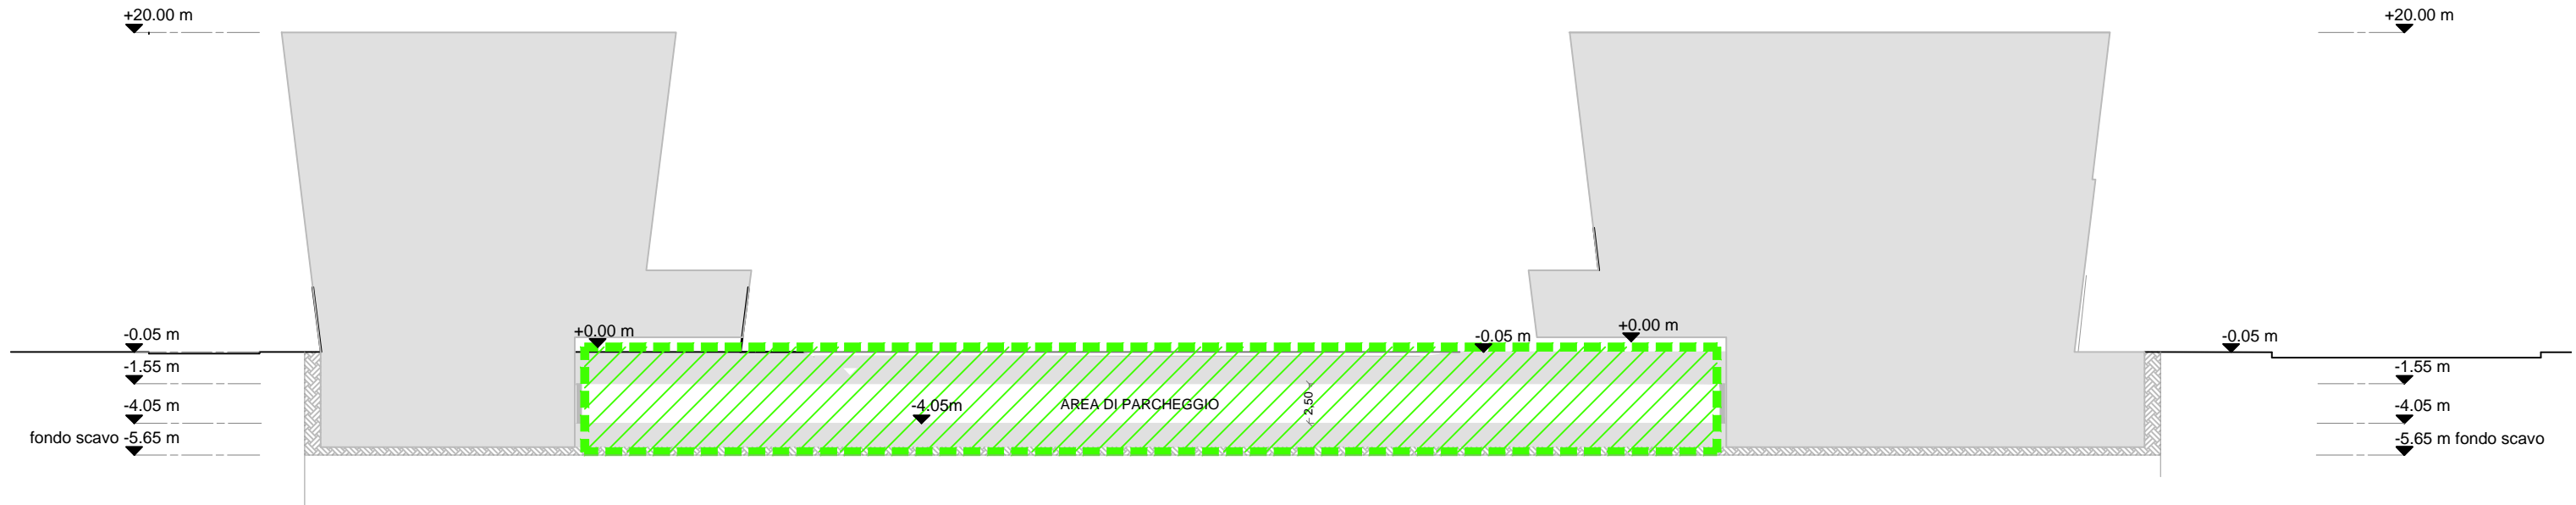 +20.00 m
+20.00 m
+0.00 m
+0.00 m
-0.05 m
-0.05 m
-0.05 m
-1.55 m
-1.55 m
-4.05 m
-4.05m
AREA DI PARCHEGGIO
2,50
-4.05 m
fondo scavo -5.65 m
-5.65 m fondo scavo